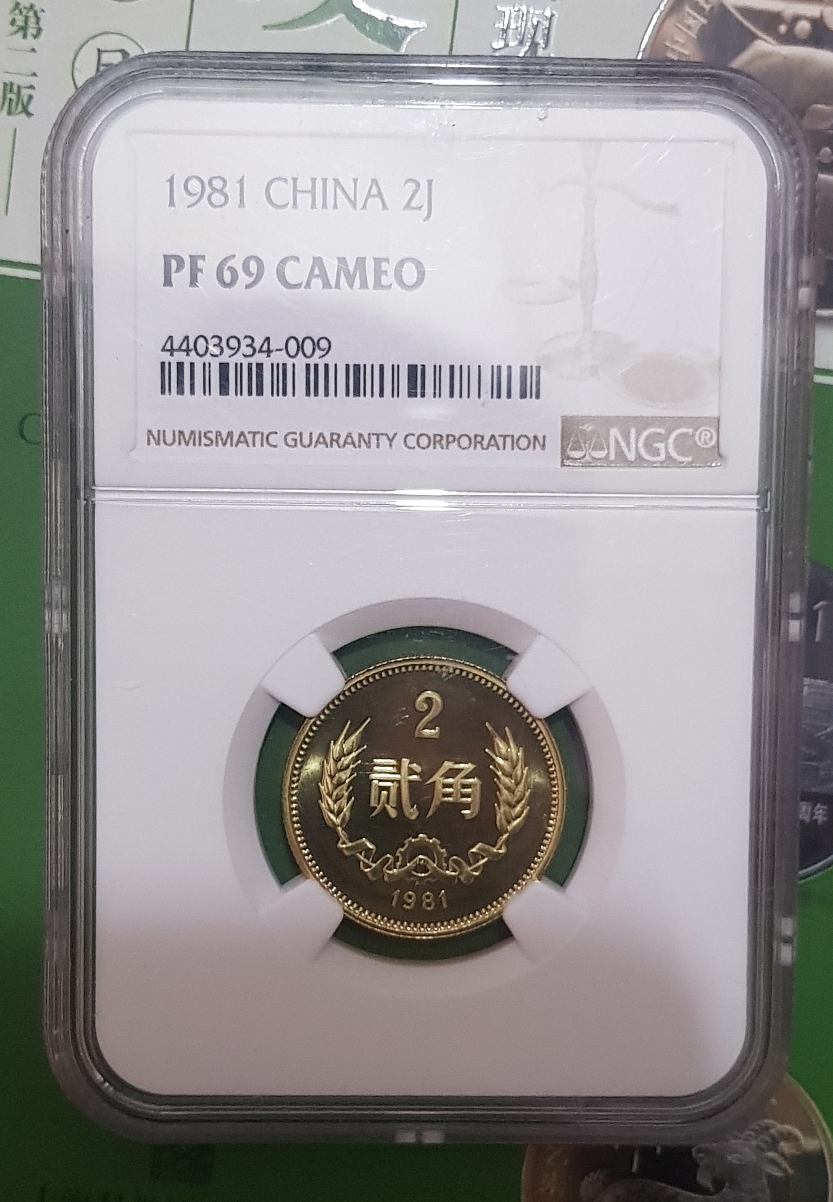 第二版
1981 CHINA 2J
PF 69 CAMEO
4403934-009
NUMISMATIC GUARANTY CORPORATION
NGC®
2
贰角
1981